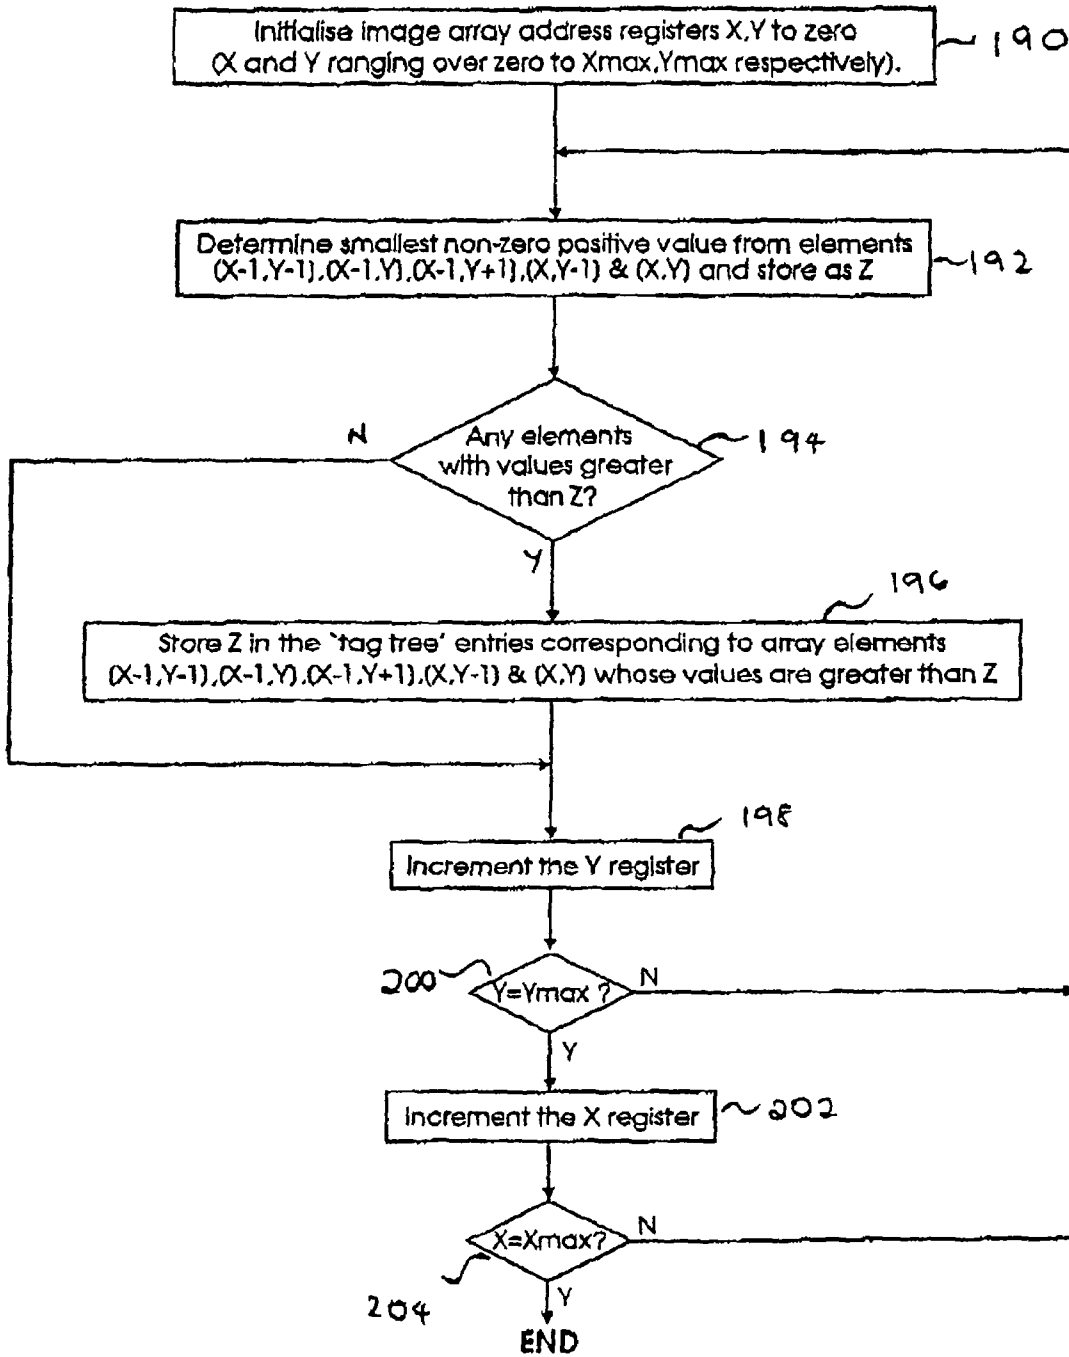 Initialise image array address registers X,Y to zero
(X and Y ranging over zero to Xmax,Ymax respectively).
190
Determine smallest non-zero positive value from elements
(X-1,Y-1),(X-1,Y),(X-1,Y+1),(X,Y-1) & (X,Y) and store as Z
192
N
Any elements
with values greater
than Z?
194
Y
196
Store Z in the 'tag tree' entries corresponding to array elements
(X-1,Y-1),(X-1,Y),(X-1,Y+1),(X,Y-1) & (X,Y) whose values are greater than Z
198
Increment the Y register
200
Y=Ymax ?
N
Y
Increment the X register
202
X=Xmax?
N
204
Y
END